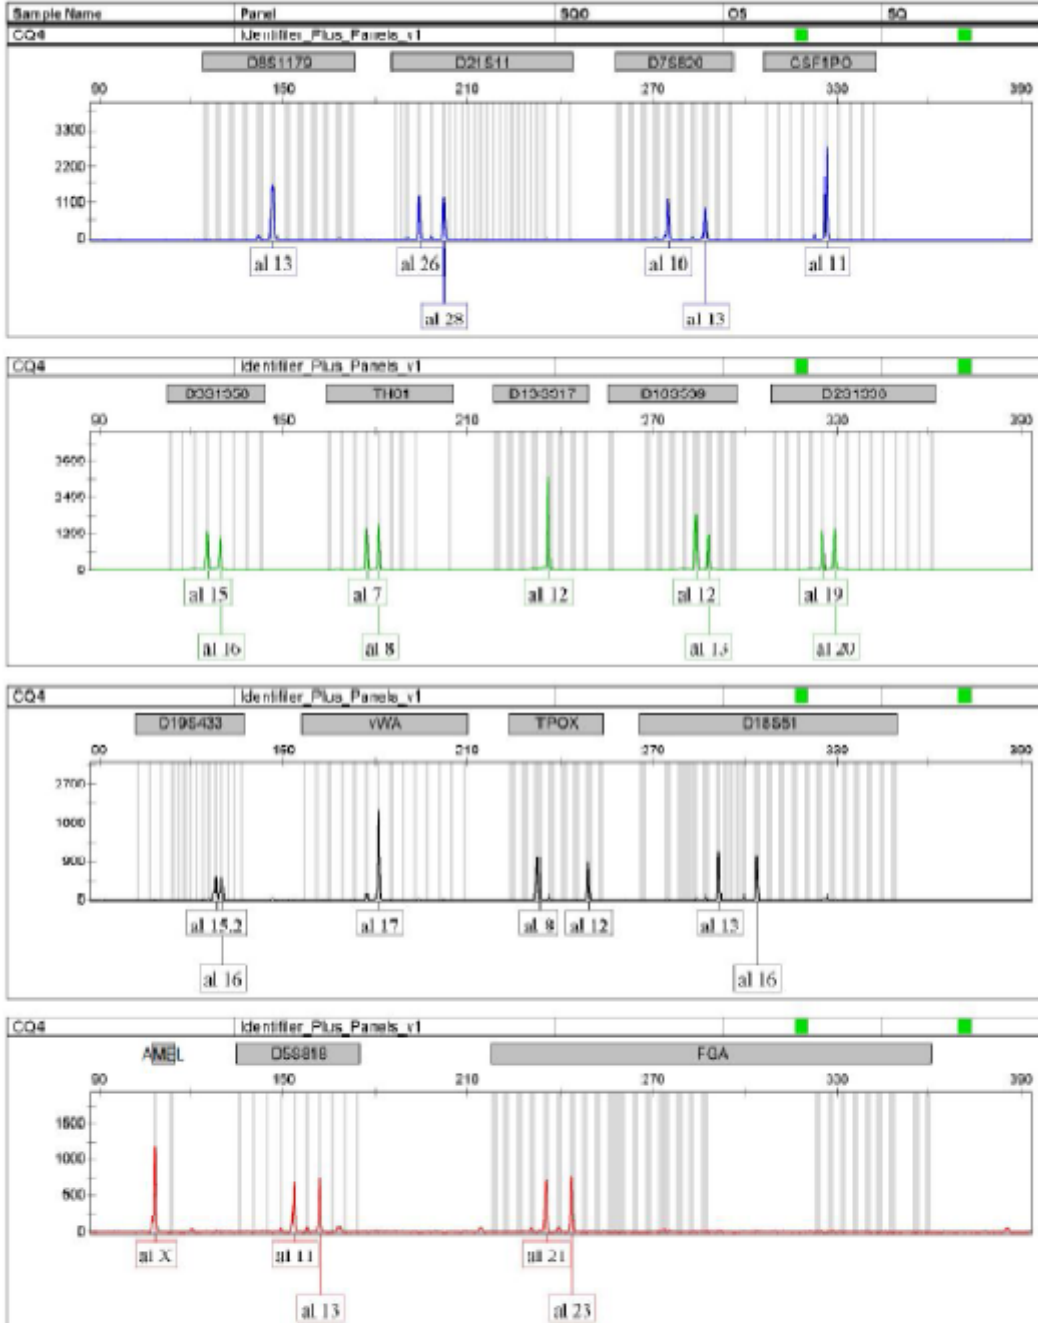 Sample Name Panel SQO OS SQ
CQ4 Identifiler_Plus_Panels_v1
D8S1179 D21S11 D7S820 CSF1PO
90 150 210 270 330 390
3300
2200
1100
0
al 13 al 26 al 10 al 11
al 28 al 13
CQ4 Identifiler_Plus_Panels_v1
D3S1358 TH01 D13S317 D16S539 D2S1338
90 150 210 270 330 390
3600
2400
1200
0
al 15 al 7 al 12 al 12 al 19
al 16 al 8 al 13 al 20
CQ4 Identifiler_Plus_Panels_v1
D19S433 vWA TPOX D18S51
90 150 210 270 330 390
2700
1800
900
0
al 15.2 al 17 al 8 al 12 al 13
al 16 al 16
CQ4 Identifiler_Plus_Panels_v1
AMEL D5S818 FGA
90 150 210 270 330 390
1500
1000
500
0
al X al 11 al 21
al 13 al 23